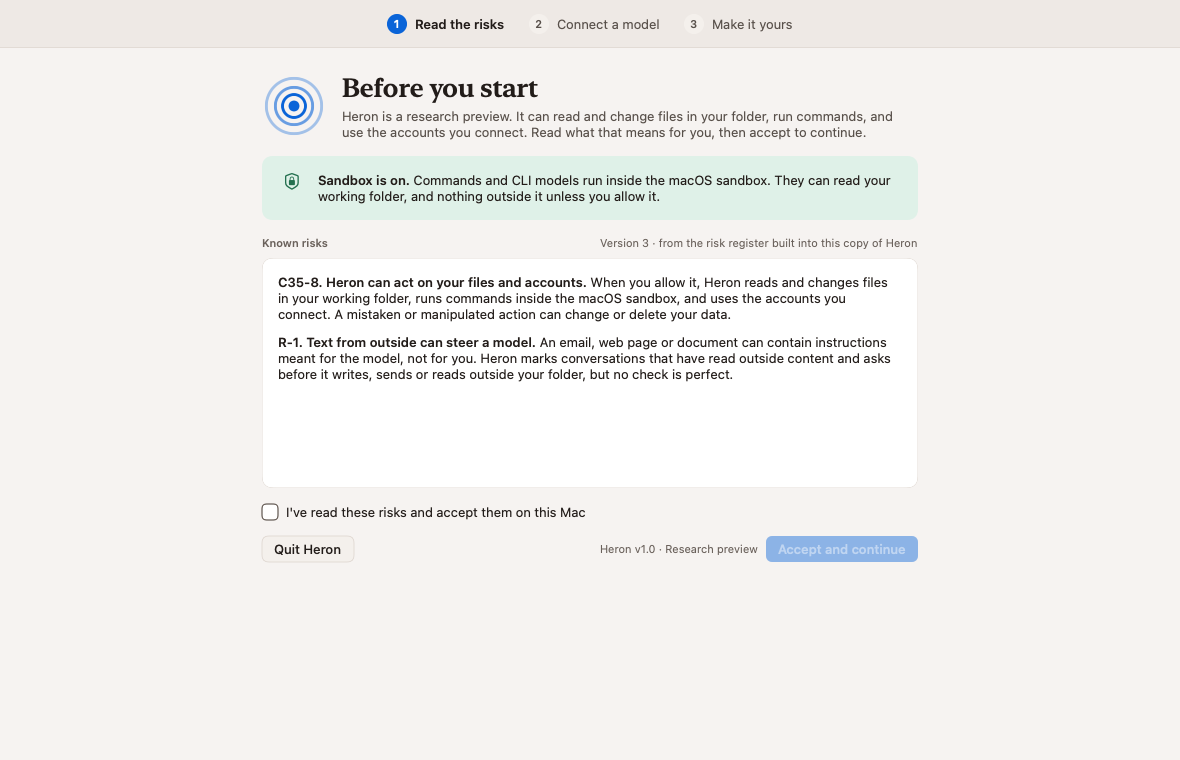 1 Read the risks 2 Connect a model 3 Make it yours
Before you start
Heron is a research preview. It can read and change files in your folder, run commands, and
use the accounts you connect. Read what that means for you, then accept to continue.
Sandbox is on. Commands and CLI models run inside the macOS sandbox. They can read your
working folder, and nothing outside it unless you allow it.
Known risks Version 3 · from the risk register built into this copy of Heron
C35-8. Heron can act on your files and accounts. When you allow it, Heron reads and changes files
in your working folder, runs commands inside the macOS sandbox, and uses the accounts you
connect. A mistaken or manipulated action can change or delete your data.
R-1. Text from outside can steer a model. An email, web page or document can contain instructions
meant for the model, not for you. Heron marks conversations that have read outside content and asks
before it writes, sends or reads outside your folder, but no check is perfect.
I've read these risks and accept them on this Mac
Quit Heron Heron v1.0 · Research preview Accept and continue